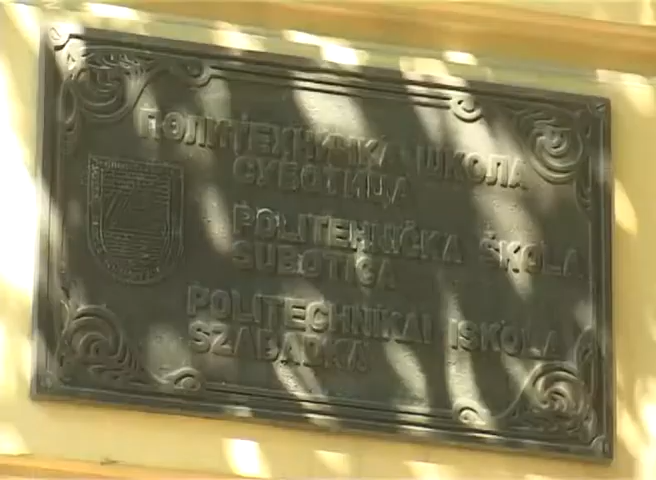 ПОЛИТЕХНИЧКА ШКОЛА
СУБОТИЦА
POLITEHNIČKA ŠKOLA
SUBOTICA
POLITECHNIKAI ISKOLA
SZABADKA